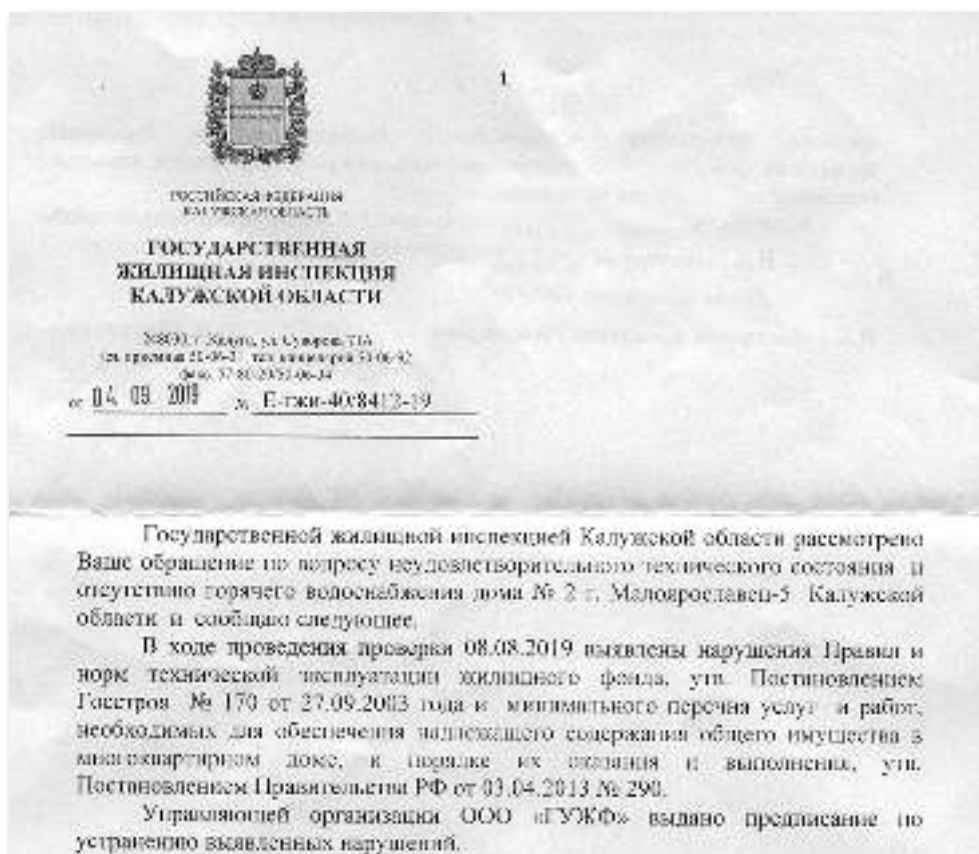 1
РОССИЙСКАЯ ФЕДЕРАЦИЯ
КАЛУЖСКАЯ ОБЛАСТЬ
ГОСУДАРСТВЕННАЯ
ЖИЛИЩНАЯ ИНСПЕКЦИЯ
КАЛУЖСКОЙ ОБЛАСТИ
г. Калуга, ул. Суворова,
от 04. 09. 2019 № Е-гжи-40/8412-19
Государственной жилищной инспекцией Калужской области рассмотрено
Ваше обращение по вопросу неудовлетворительного технического состояния и
отсутствию горячего водоснабжения дома № 2 г. Малоярославец-5 Калужской
области и сообщаю следующее.
В ходе проведения проверки 08.08.2019 выявлены нарушения Правил и
норм технической эксплуатации жилищного фонда, утв. Постановлением
Госстроя № 170 от 27.09.2003 года и минимального перечня услуг и работ,
необходимых для обеспечения надлежащего содержания общего имущества в
многоквартирном доме, и порядке их оказания и выполнения, утв.
Постановлением Правительства РФ от 03.04.2013 № 290.
Управляющей организации ООО «ГУЖФ» выдано предписание по
устранению выявленных нарушений.